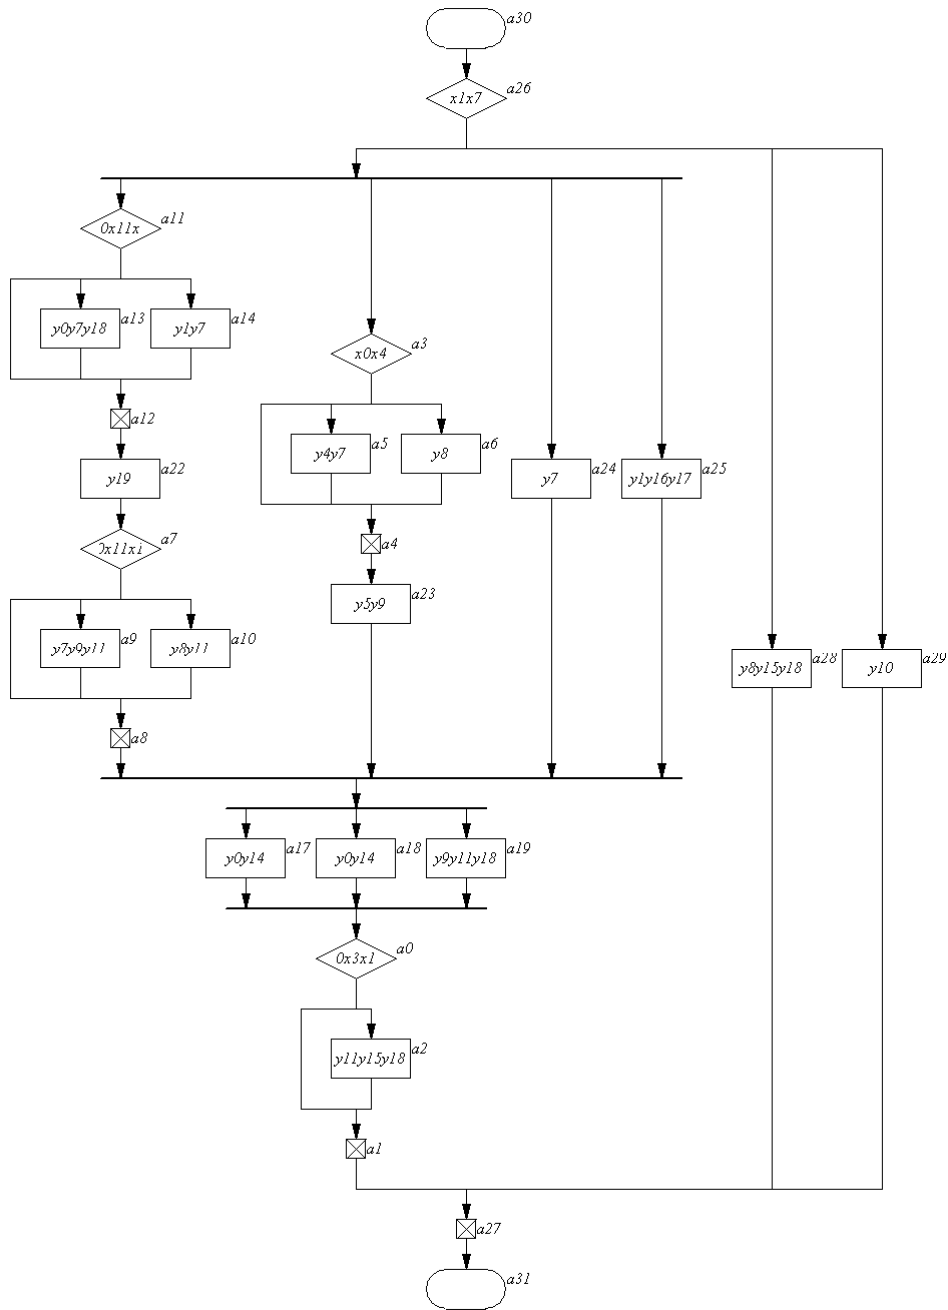 a30
x1x7 a26
0x11x a11
y0y7y18 a13 y1y7 a14
x0x4 a3
a12
y4y7 a5 y8 a6
y19 a22 y7 a24 y1y16y17 a25
a7
a4
y5y9 a23
y7y9y11 a9 y8y11 a10
y8y15y18 a28 y10 a29
a8
y0y14 a17 y0y14 a18 y9y11y18 a19
0x3x1 a0
y11y15y18 a2
a1
a27
a31